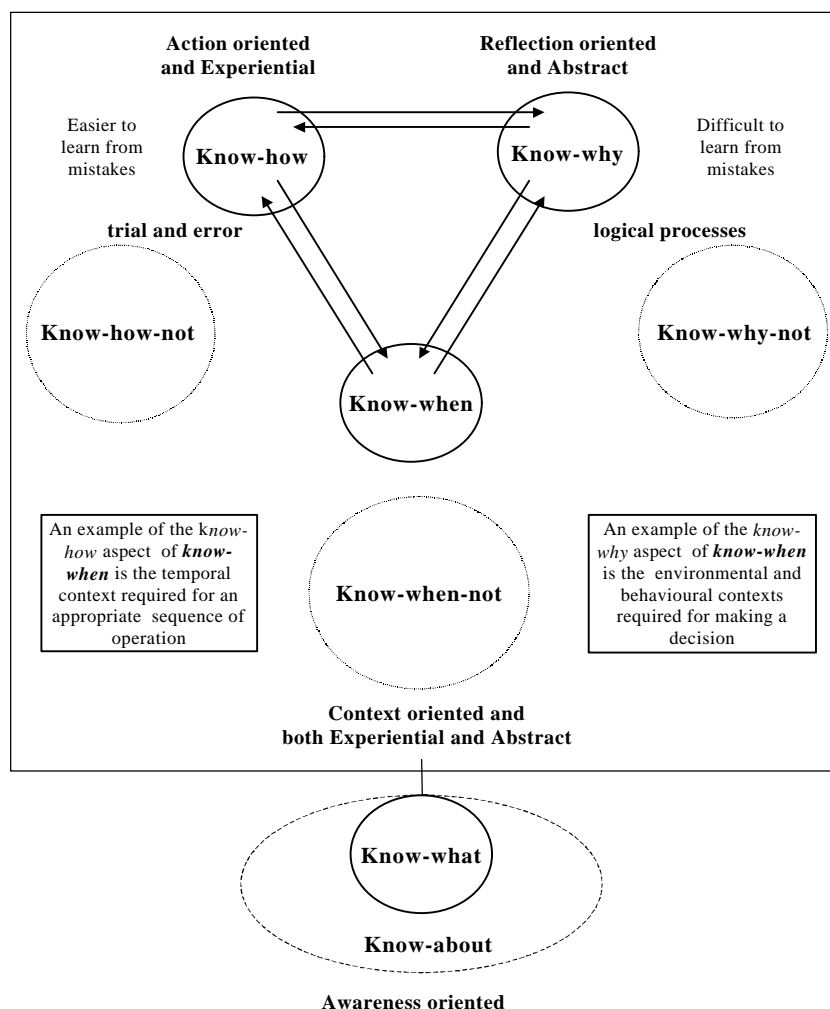 Action oriented
and Experiential
Reflection oriented
and Abstract
Easier to
learn from
mistakes
Know-how
Know-why
Difficult to
learn from
mistakes
trial and error
logical processes
Know-how-not
Know-why-not
Know-when
An example of the know-
how aspect of know-
when is the temporal
context required for an
appropriate sequence of
operation
Know-when-not
An example of the know-
why aspect of know-when
is the environmental and
behavioural contexts
required for making a
decision
Context oriented and
both Experiential and Abstract
Know-what
Know-about
Awareness oriented